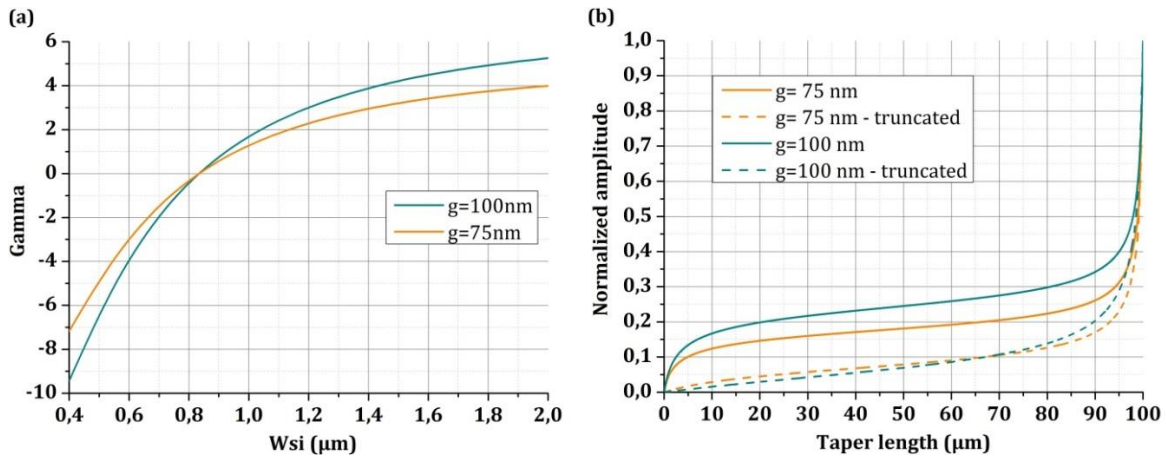 (a)
6
4
2
0
-2
-4
-6
-8
-10
Gamma
0,4 0,6 0,8 1,0 1,2 1,4 1,6 1,8 2,0
Wsi (µm)
g=100nm
g=75nm
(b)
1,0
0,9
0,8
0,7
0,6
0,5
0,4
0,3
0,2
0,1
0,0
Normalized amplitude
0 10 20 30 40 50 60 70 80 90 100
Taper length (µm)
g= 75 nm
g= 75 nm - truncated
g=100 nm
g=100 nm - truncated